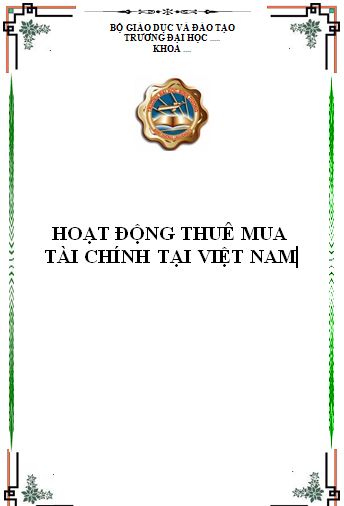 BỘ GIÁO DỤC VÀ ĐÀO TẠO
TRƯỜNG ĐẠI HỌC ....
KHOA ....
HOẠT ĐỘNG THUÊ MUA
TÀI CHÍNH TẠI VIỆT NAM